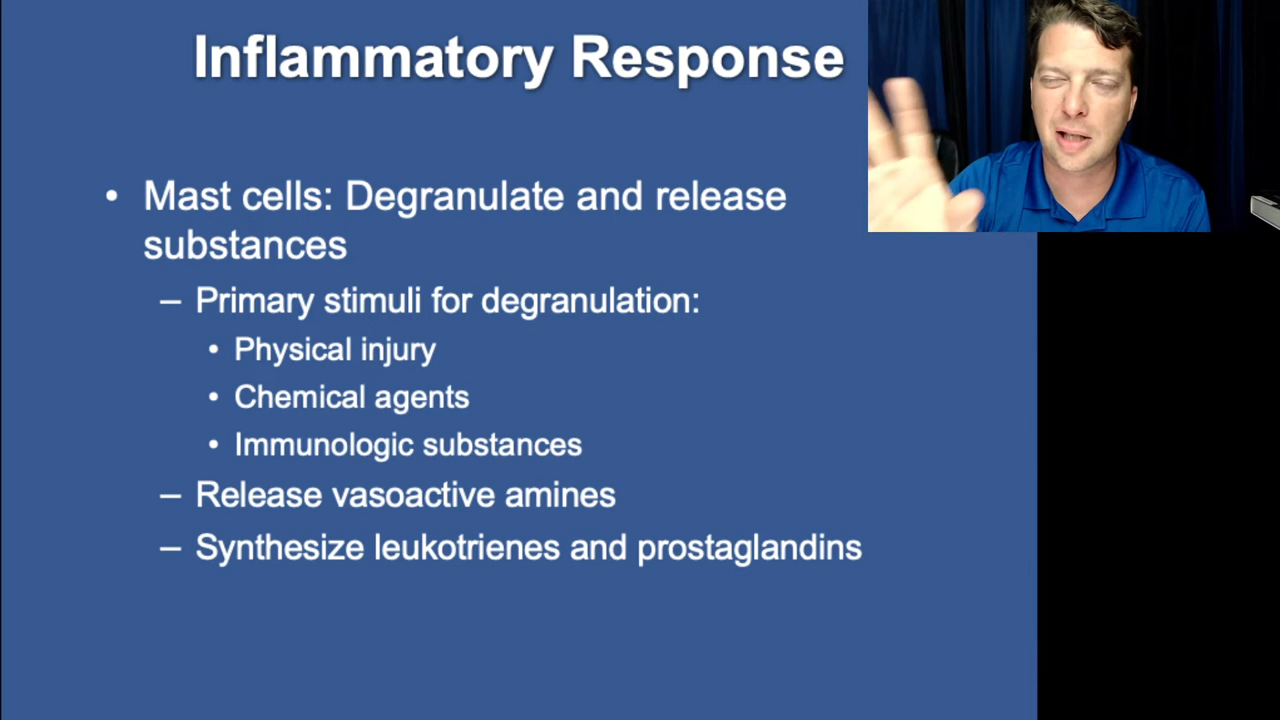 Inflammatory Response
• Mast cells: Degranulate and release
substances
– Primary stimuli for degranulation:
• Physical injury
• Chemical agents
• Immunologic substances
– Release vasoactive amines
– Synthesize leukotrienes and prostaglandins